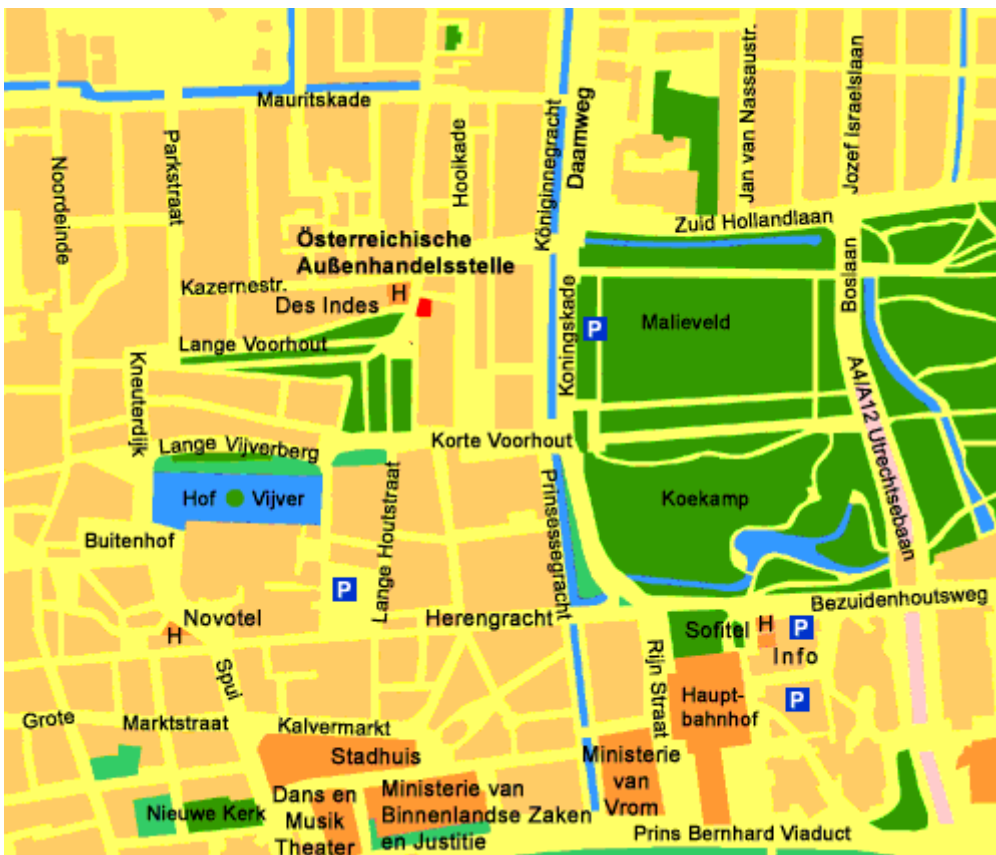 Mauritskade
Noordeinde
Parkstraat
Hooikade
Königinnegracht
Daamweg
Jan van Nassaustr.
Jozef Israelslaan
Zuid Hollandlaan
Österreichische
Außenhandelsstelle
Kazernestr.
Des Indes
H
Lange Voorhout
Kneuterdijk
Koningskade
P
Malieveld
Boslaan
A4/A12 Utrechtsebaan
Lange Vijverberg
Korte Voorhout
Hof
Vijver
Prinsessegracht
Koekamp
Buitenhof
Lange Houtstraat
P
Novotel
H
Herengracht
Bezuidenhoutsweg
Sofitel
H
P
Info
Spui
Rijn Straat
Haupt-
bahnhof
P
Grote
Marktstraat
Kalvermarkt
Stadhuis
Ministerie
van
Vrom
Nieuwe Kerk
Dans en
Musik
Theater
Ministerie van
Binnenlandse Zaken
en Justitie
Prins Bernhard Viaduct